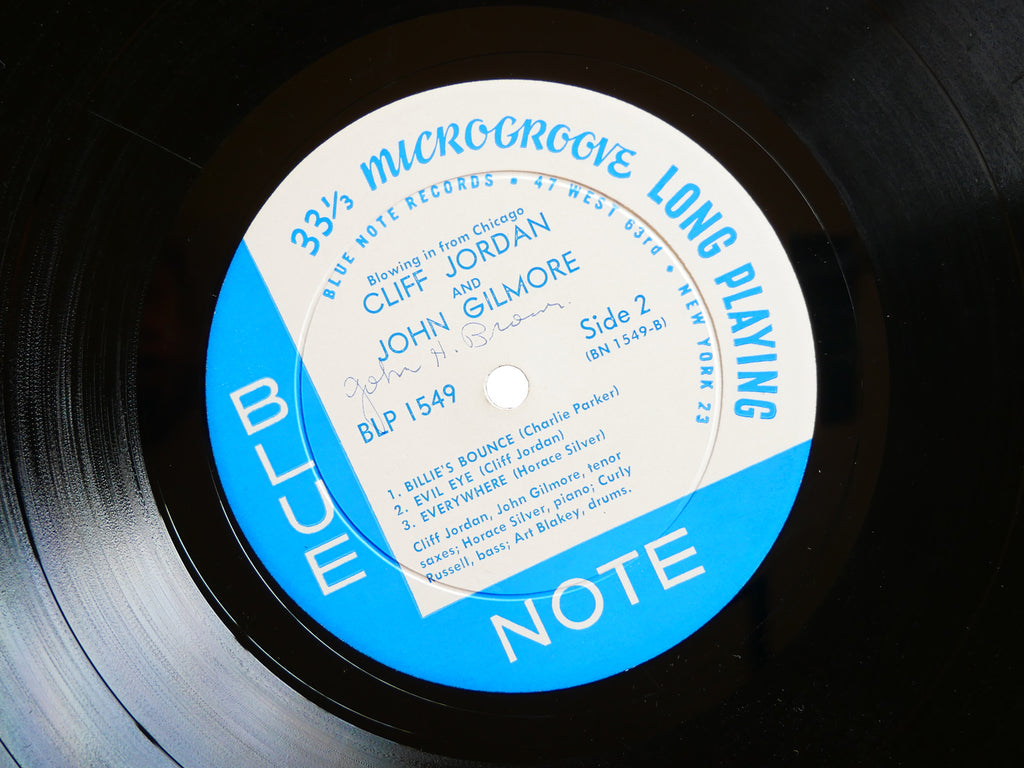 33 1/3 MICROGROOVE LONG PLAYING
BLUE NOTE RECORDS • 47 WEST 63rd • NEW YORK 23
Blowing in from Chicago
CLIFF JORDAN
AND
JOHN GILMORE
John H. Brown.
Side 2
(BN 1549-B)
BLP 1549
1. BILLIE'S BOUNCE (Charlie Parker)
2. EVIL EYE (Cliff Jordan)
3. EVERYWHERE (Horace Silver)
Cliff Jordan, John Gilmore, tenor
saxes; Horace Silver, piano; Curly
Russell, bass; Art Blakey, drums.
BLUE
NOTE